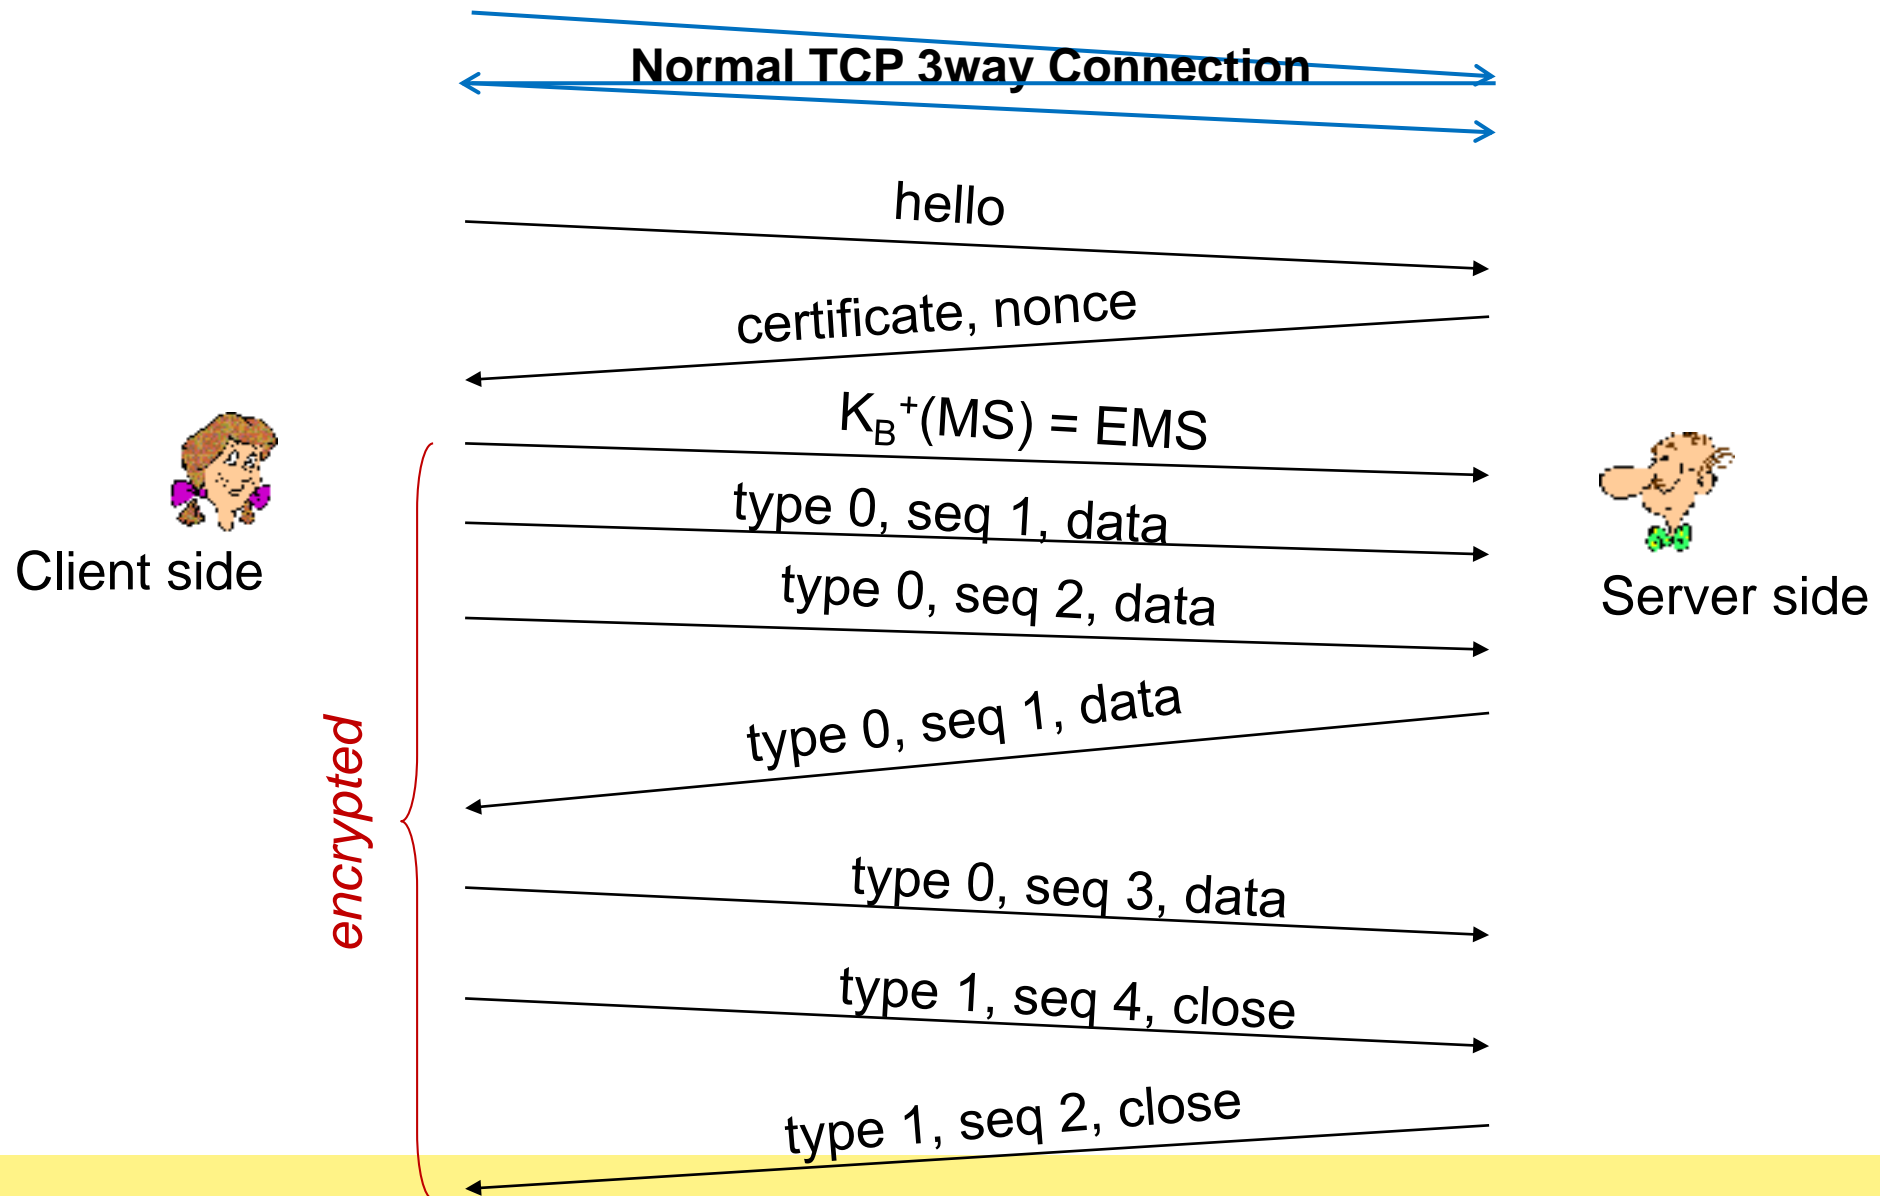 Normal TCP 3way Connection
hello
certificate, nonce
K_B^+(MS) = EMS
type 0, seq 1, data
Client side
type 0, seq 2, data
Server side
type 0, seq 1, data
encrypted
type 0, seq 3, data
type 1, seq 4, close
type 1, seq 2, close